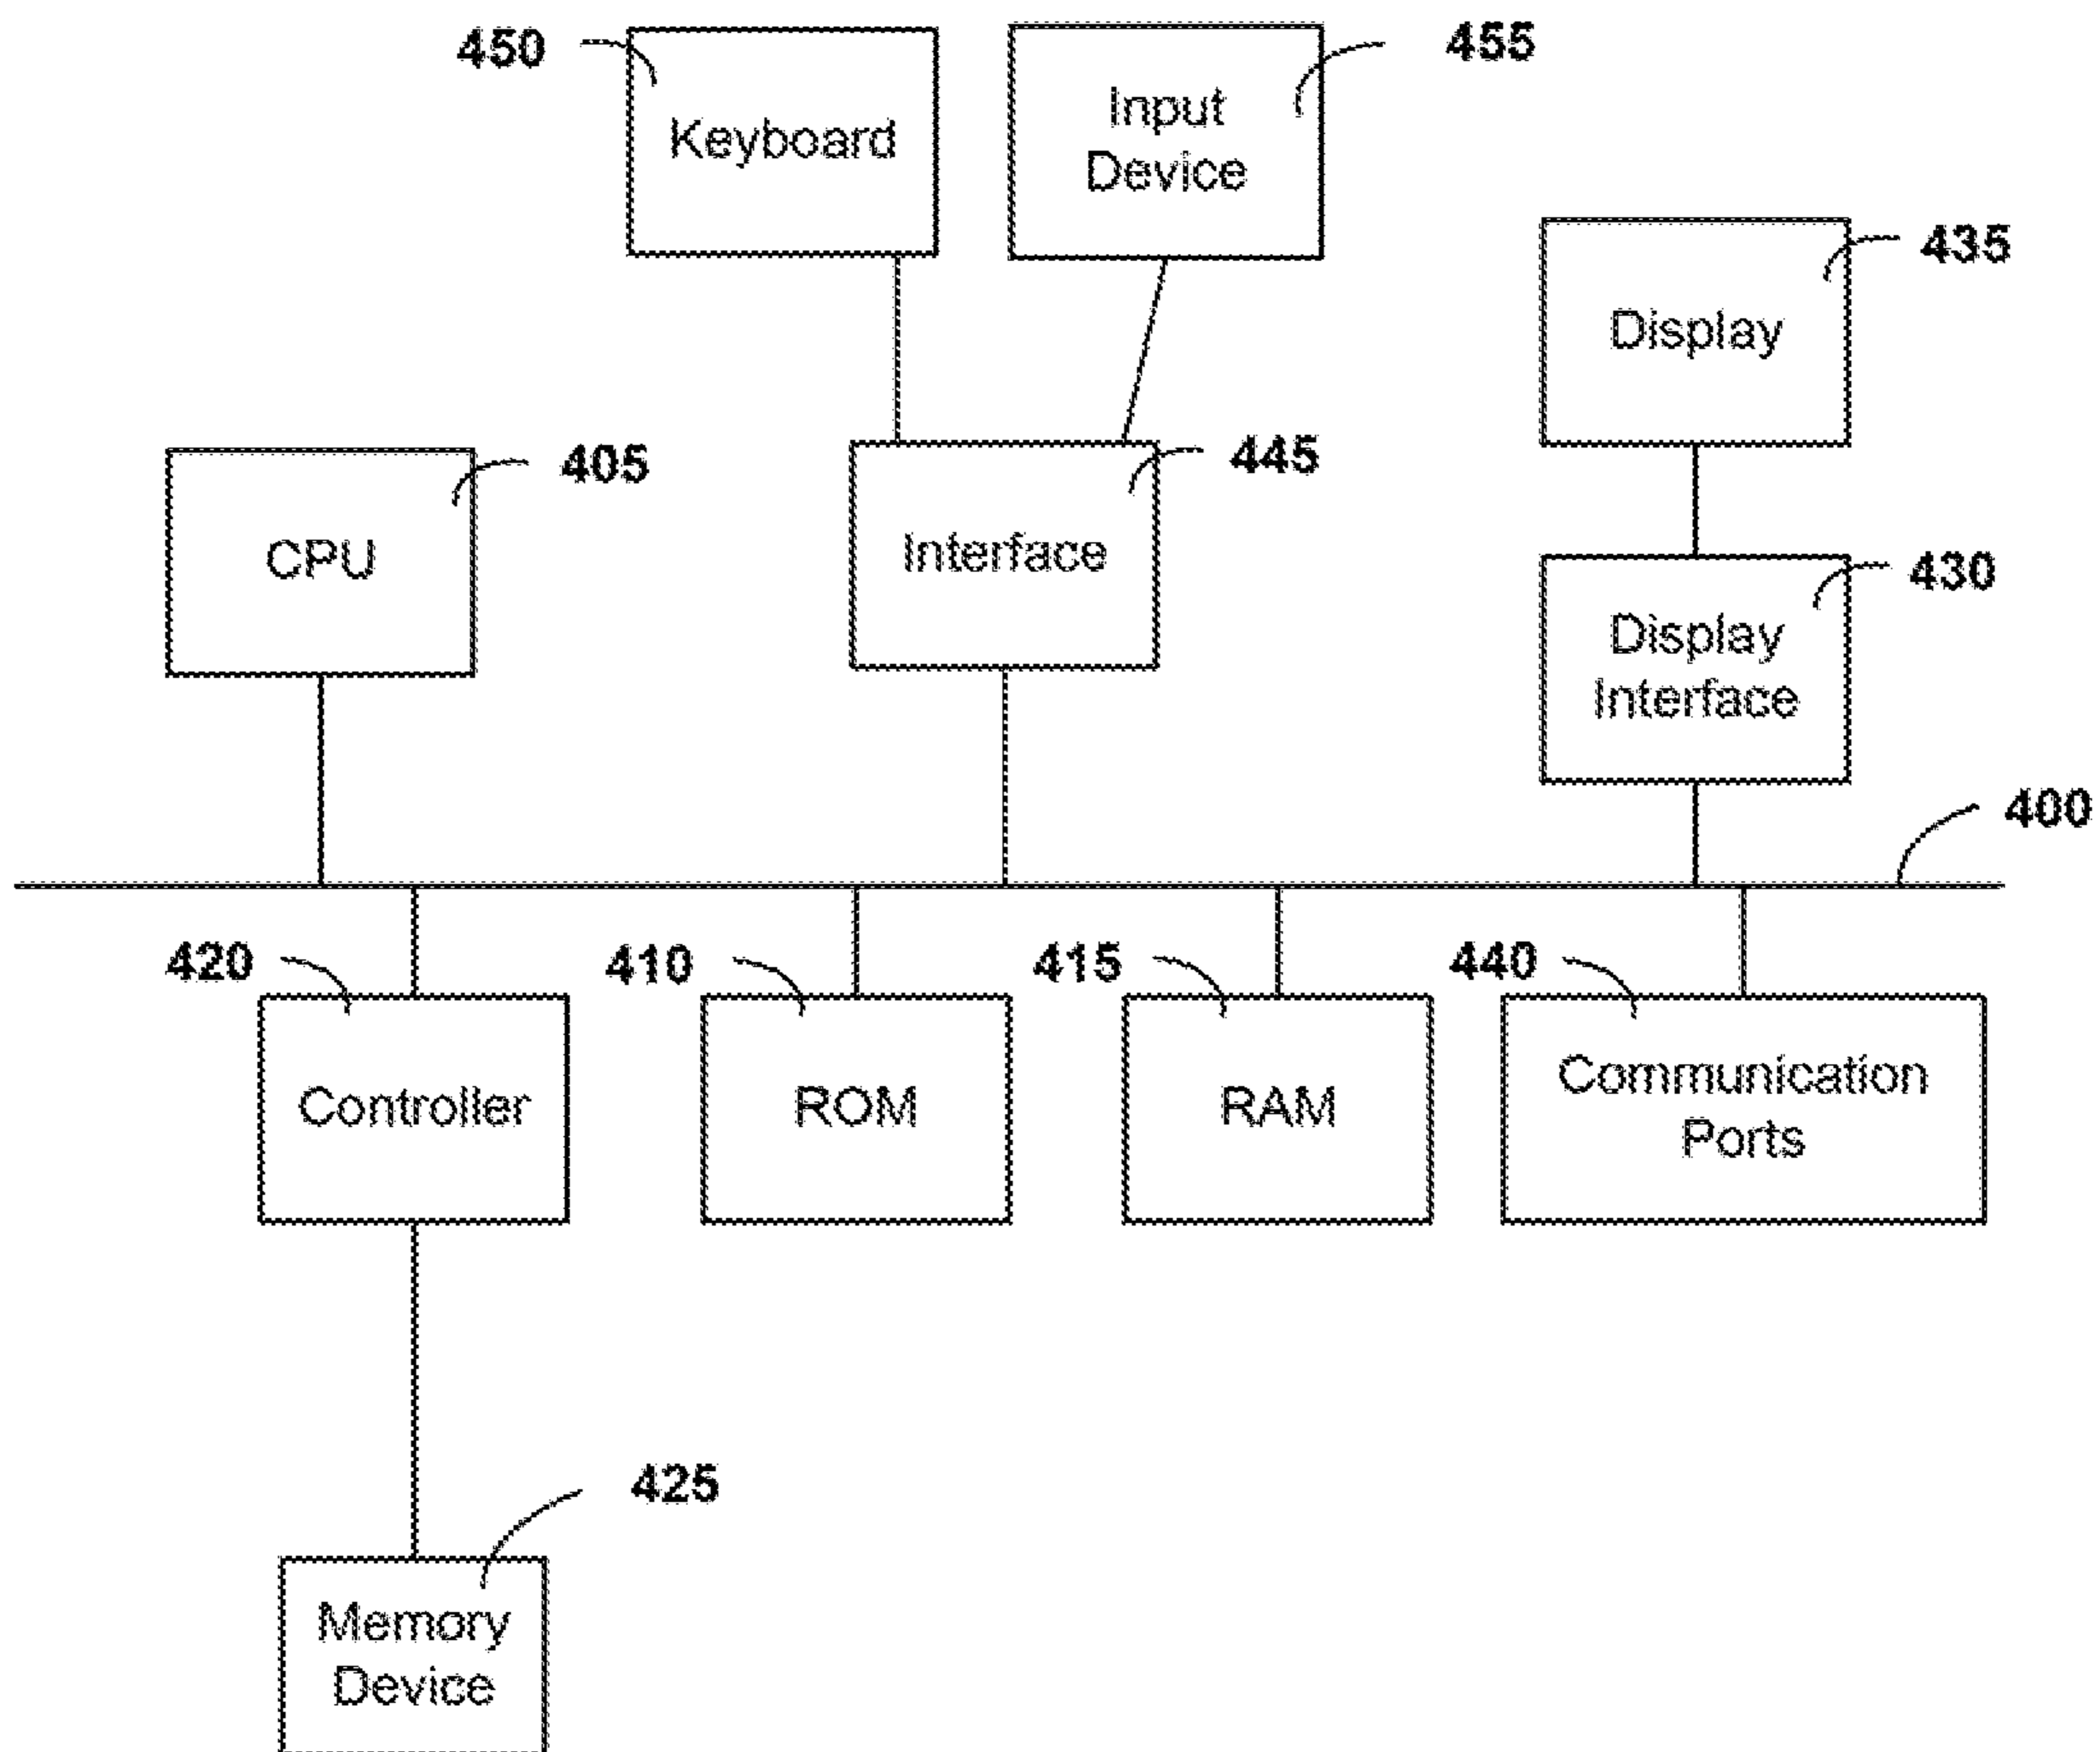 450
Keyboard
Input
Device
455
Display
435
CPU
405
Interface
445
Display
Interface
430
400
420
Controller
410
ROM
415
RAM
440
Communication
Ports
425
Memory
Device